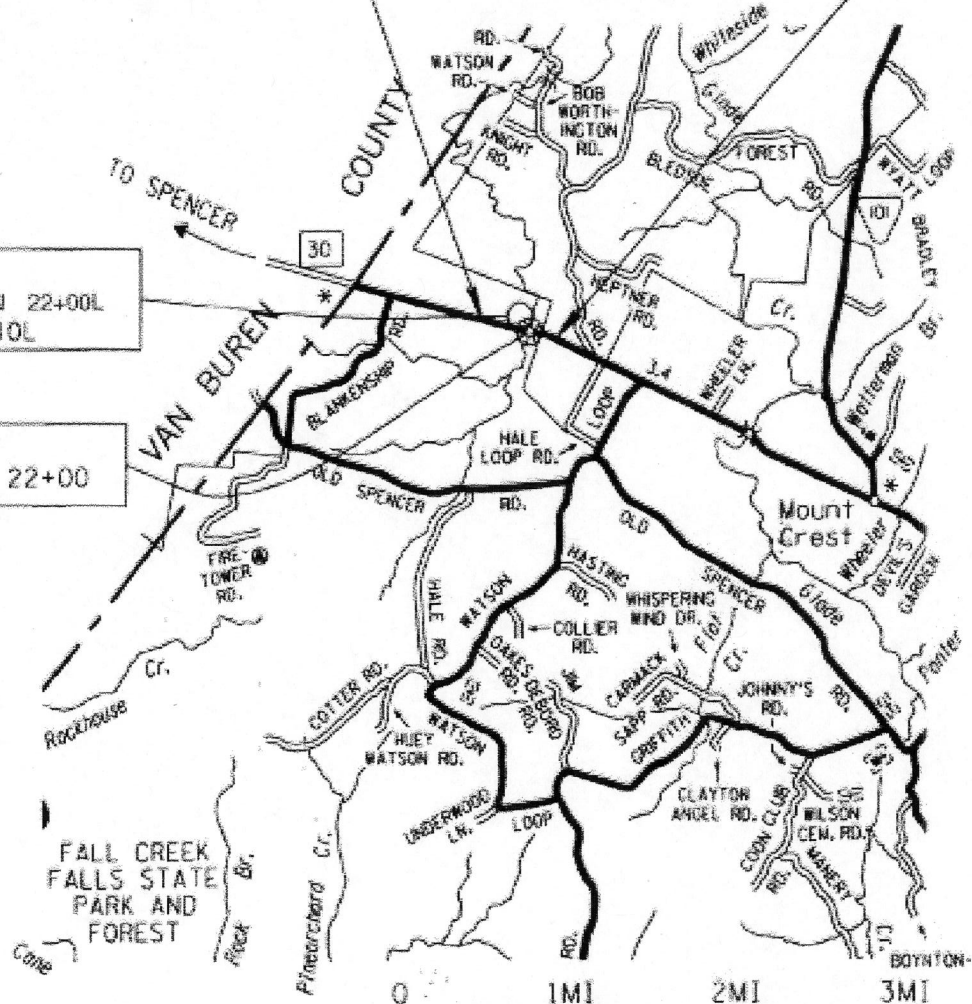 RD.
WATSON RD.
BOB WORTH-INGTON RD.
KNIGHT RD.
Whiteside
Glade
BLEDSOE
FOREST
RD.
WYATT LOOP
101
BRADLEY
Br.
COUNTY
TO SPENCER
30
*
22+00L
VAN BUREN
22+00
HEPTNER RD.
RD.
Cr.
1.4
WHEELER LN.
BLANKENSHIP
RD.
LOOP
HALE LOOP RD.
OLD SPENCER
RD.
FIRE-TOWER RD.
Mount Crest
*
Wheeler
DEVIL'S GARDEN
OLD
SPENCER
Glade
RD.
HALE RD.
WATSON
HASTING RD.
WHISPERING WIND DR.
COLLIER RD.
Flat
Cr.
OAKES RD.
DEBORD RD.
CARMACK
SAPP RD.
GRIFFITH
JOHNNY'S RD.
COTTER RD.
HUEY WATSON RD.
WATSON
Rockhouse
Cr.
UNDERWOOD LN.
LOOP
CLAYTON ANGEL RD.
COON CLUB RD.
WILSON CEM. RD.
RD.
FALL CREEK
FALLS STATE
PARK AND
FOREST
Rock
Br.
Cr.
Cane
BOYNTON-
0 1MI 2MI 3MI